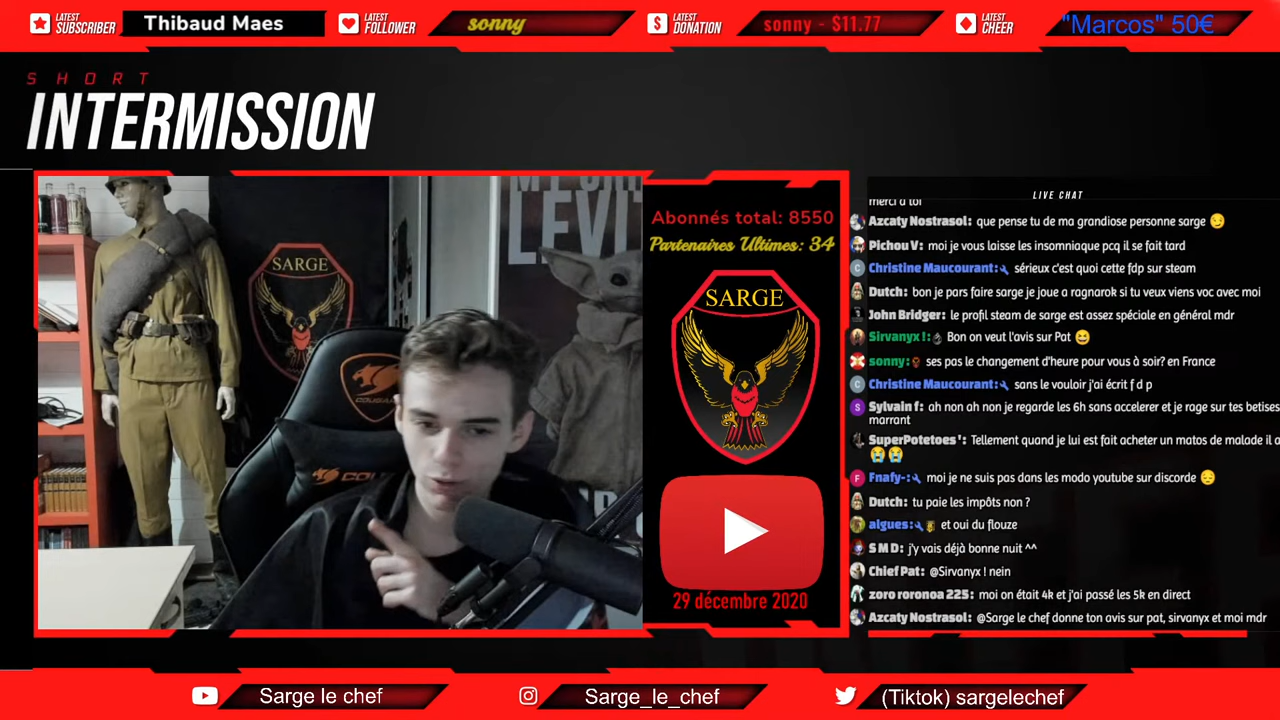 LATEST SUBSCRIBER
Thibaud Maes
LATEST FOLLOWER
sonny
LATEST DONATION
sonny - $11.77
LATEST CHEER
"Marcos" 50€
SHORT
INTERMISSION
SARGE
COUGAR
LEVIT
Abonnés total: 8550
Partenaires Ultimes: 34
SARGE
29 décembre 2020
LIVE CHAT
merci a toi
Azcaty Nostrasol: que pense tu de ma grandiose personne sarge 😏
Pichou V: moi je vous laisse les insomniaque pcq il se fait tard
Christine Maucourant: sérieux c'est quoi cette fdp sur steam
Dutch: bon je pars faire sarge je joue a ragnarok si tu veux viens voc avec moi
John Bridger: le profil steam de sarge est assez spéciale en général mdr
Sirvanyx !: Bon on veut l'avis sur Pat 😆
sonny: ses pas le changement d'heure pour vous à soir? en France
Christine Maucourant: sans le vouloir j'ai écrit f d p
Sylvain f: ah non ah non je regarde les 6h sans accelerer et je rage sur tes betises
marrant
SuperPotetoes ': Tellement quand je lui est fait acheter un matos de malade il a
😭😭
Fnafy-: moi je ne suis pas dans les modo youtube sur discorde 😔
Dutch: tu paie les impôts non ?
algues: et oui du flouze
S M D: j'y vais déjà bonne nuit ^^
Chief Pat: @Sirvanyx ! nein
zoro roronoa 225: moi on était 4k et j'ai passé les 5k en direct
Azcaty Nostrasol: @Sarge le chef donne ton avis sur pat, sirvanyx et moi mdr
Sarge le chef
Sarge_le_chef
(Tiktok) sargelechef